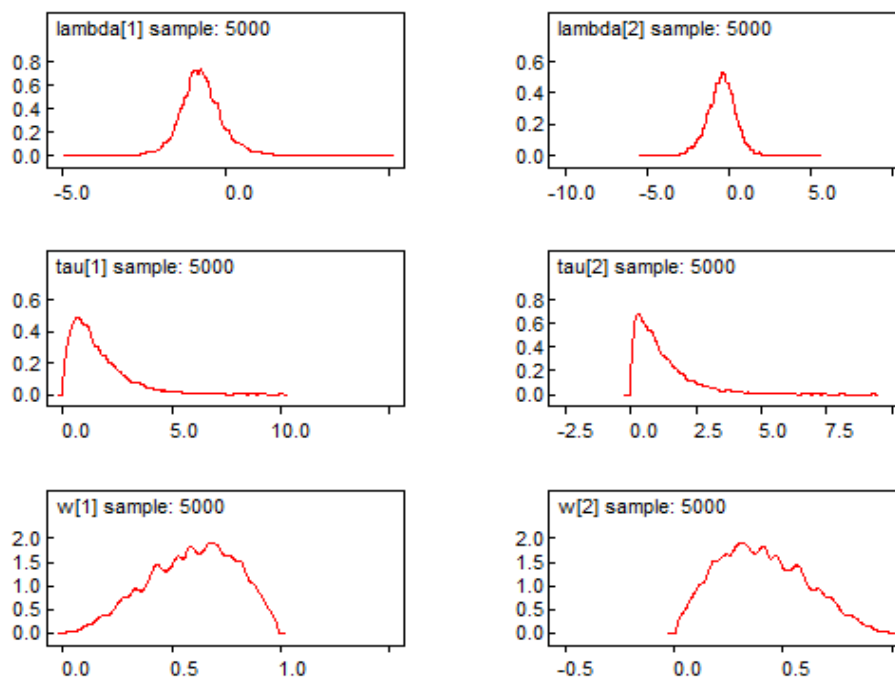 lambda[1] sample: 5000
0.8
0.6
0.4
0.2
0.0
-5.0 0.0
lambda[2] sample: 5000
0.6
0.4
0.2
0.0
-10.0 -5.0 0.0 5.0
tau[1] sample: 5000
0.6
0.4
0.2
0.0
0.0 5.0 10.0
tau[2] sample: 5000
0.8
0.6
0.4
0.2
0.0
-2.5 0.0 2.5 5.0 7.5
w[1] sample: 5000
2.0
1.5
1.0
0.5
0.0
0.0 0.5 1.0
w[2] sample: 5000
2.0
1.5
1.0
0.5
0.0
-0.5 0.0 0.5